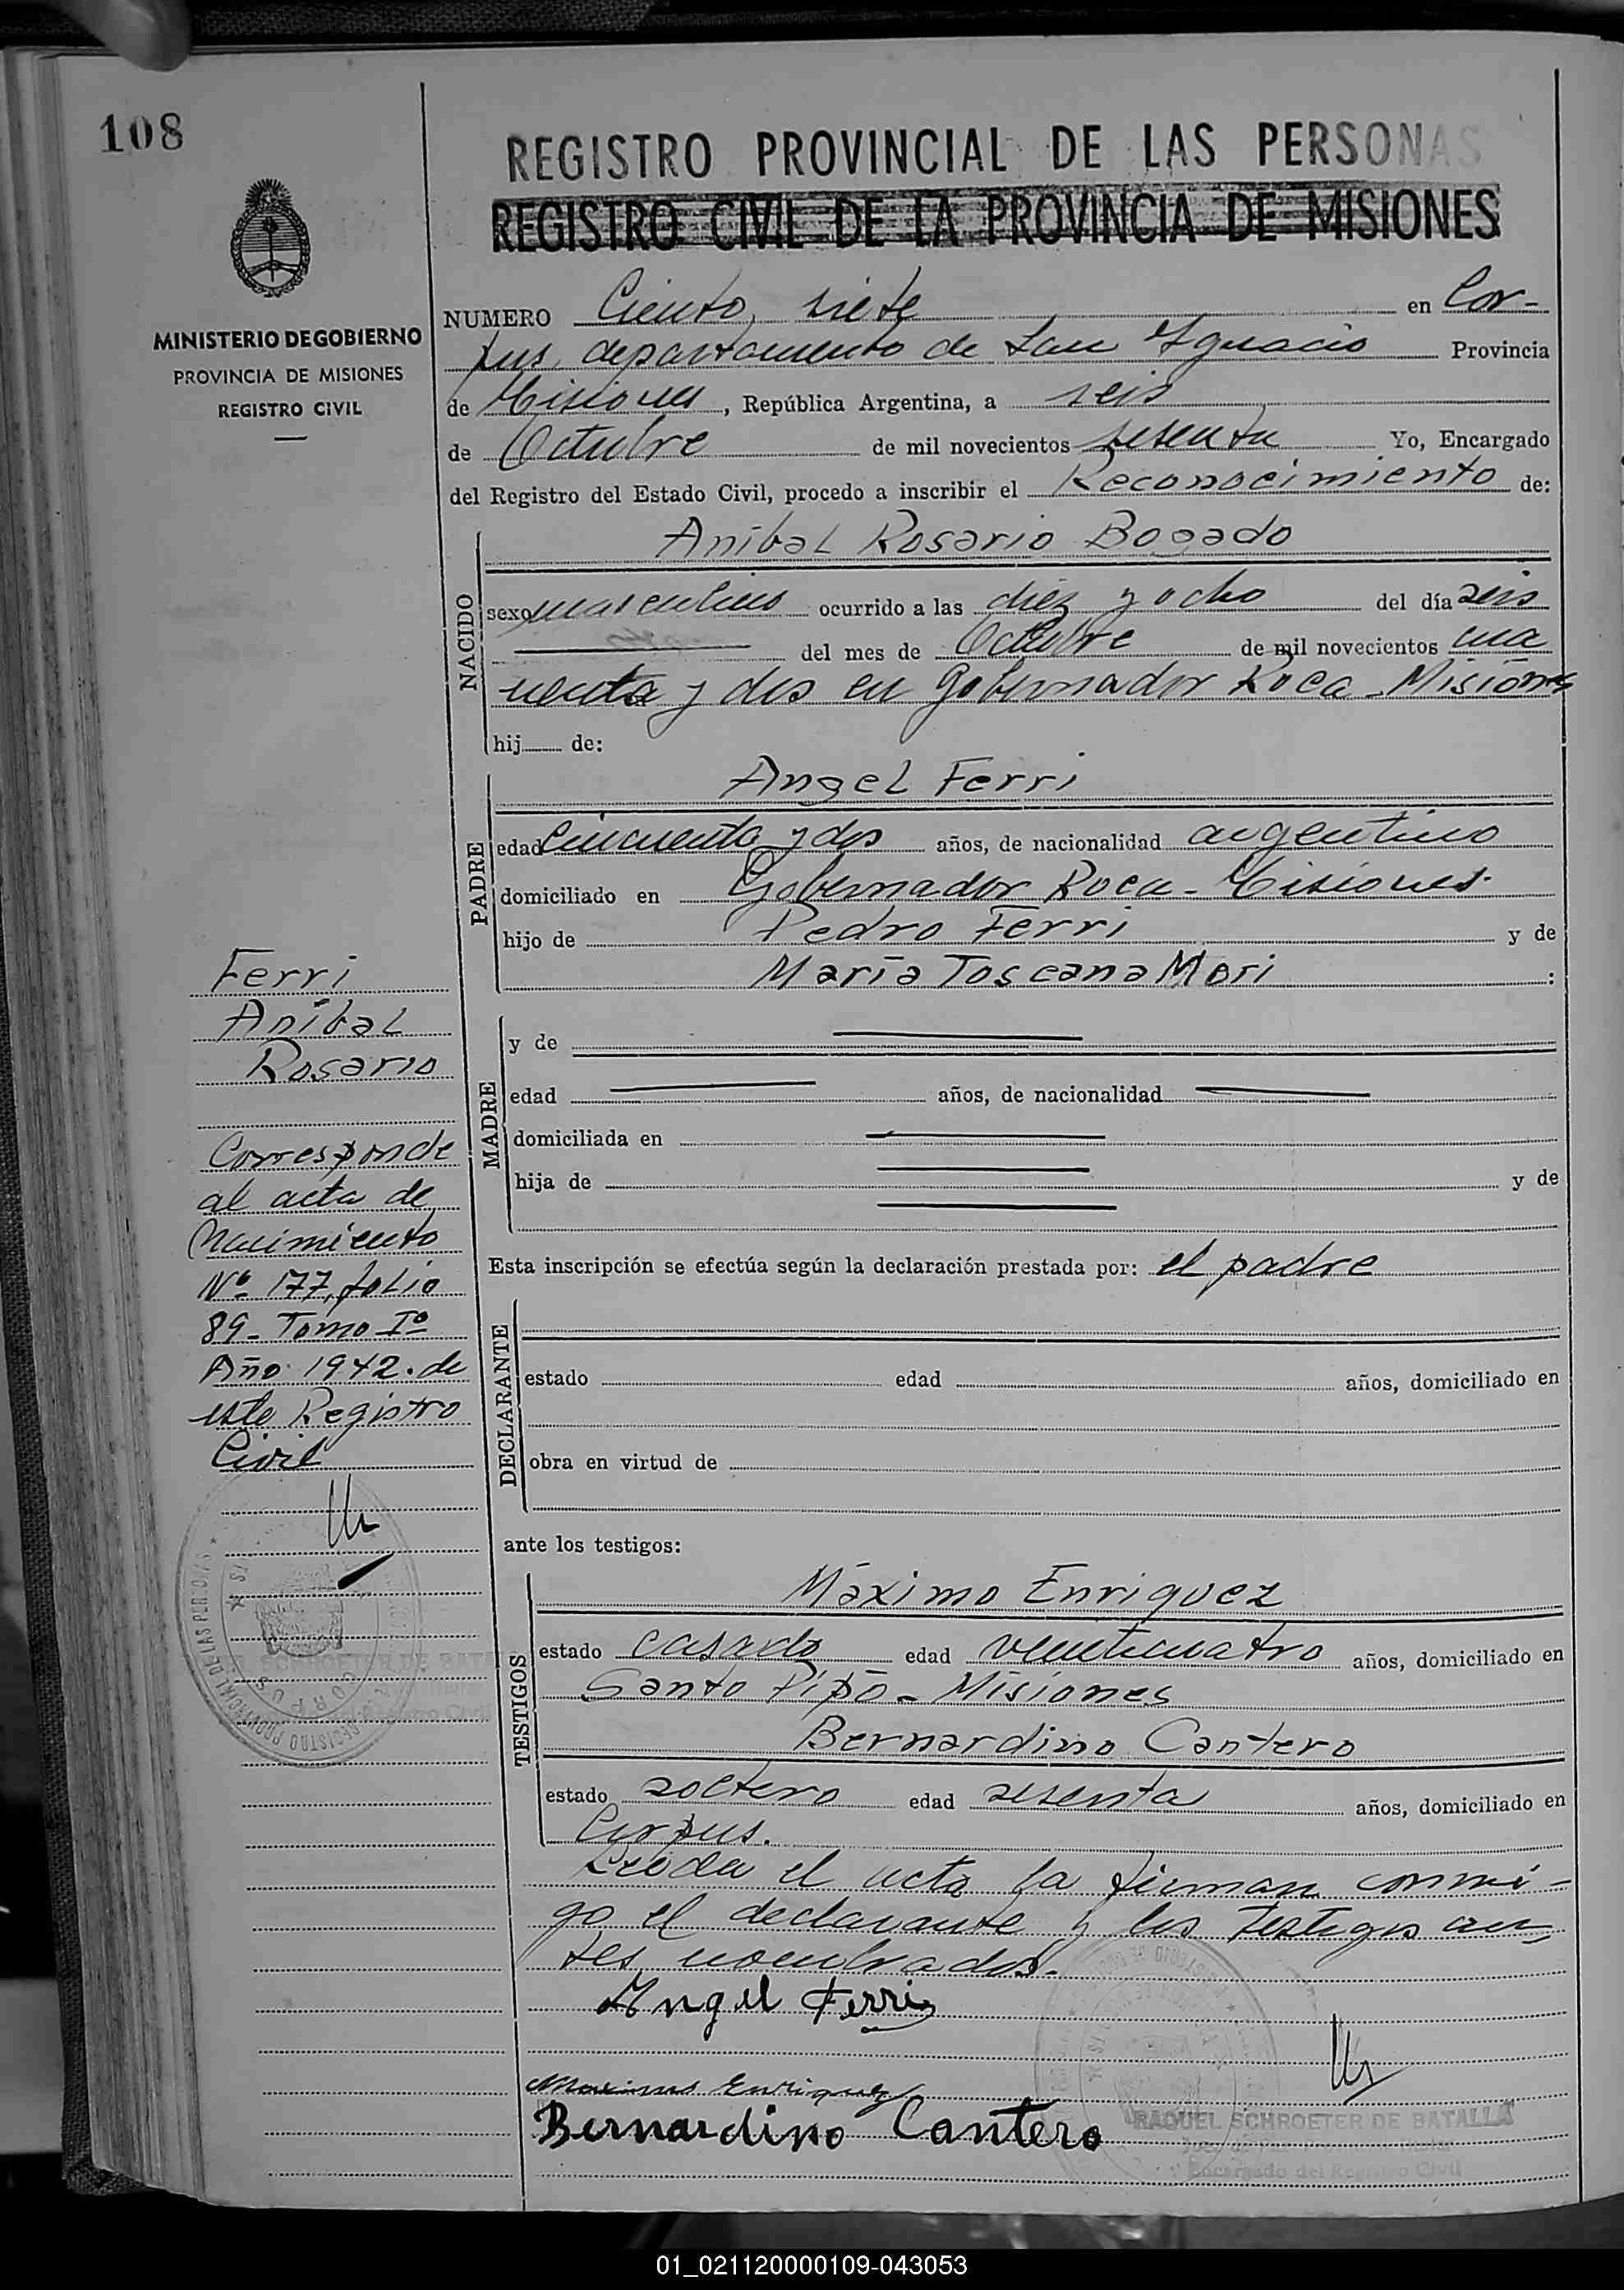 108
REGISTRO PROVINCIAL DE LAS PERSONAS
REGISTRO CIVIL DE LA PROVINCIA DE MISIONES
MINISTERIO DE GOBIERNO
PROVINCIA DE MISIONES
REGISTRO CIVIL
NUMERO Ciento, siete en Cor-
pus, departamento de San Ignacio Provincia
de Misiones, República Argentina, a seis
de Octubre de mil novecientos sesenta Yo, Encargado
del Registro del Estado Civil, procedo a inscribir el Reconocimiento de:
NACIDO
Aníbal Rosario Bogado
sexo masculino ocurrido a las diez y ocho del día seis
del mes de Octubre de mil novecientos cua
renta y dos en Gobernador Roca - Misiones
hij de:
PADRE
Angel Ferri
edad Cincuenta y dos años, de nacionalidad argentino
domiciliado en Gobernador Roca - Misiones.
hijo de Pedro Ferri y de
María Toscana Mori :
MADRE
y de
edad años, de nacionalidad
domiciliada en
hija de y de
Esta inscripción se efectúa según la declaración prestada por: el padre
DECLARANTE
estado edad años, domiciliado en
obra en virtud de
ante los testigos:
TESTIGOS
Máximo Enriquez
estado casado edad veinticuatro años, domiciliado en
Santo Pipó - Misiones
Bernardino Cantero
estado soltero edad sesenta años, domiciliado en
Corpus.
Leída el acta la firman conmi-
go el declarante y los testigos an-
tes nombrados.
Angel Ferri
Maximo Enriquez
Bernardino Cantero
RAQUEL SCHROETER DE BATALLA
Encargado del Registro Civil
Ferri
Aníbal
Rosario
Corresponde
al acta de
Nacimiento
Nº 177, folio
89 - Tomo Iº
Año 1942. de
este Registro
Civil
REGISTRO PROVINCIAL DE LAS PERSONAS
CORPUS
01_021120000109-043053